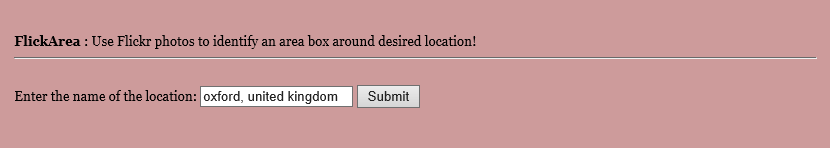 FlickArea : Use Flickr photos to identify an area box around desired location!
Enter the name of the location: oxford, united kingdom Submit